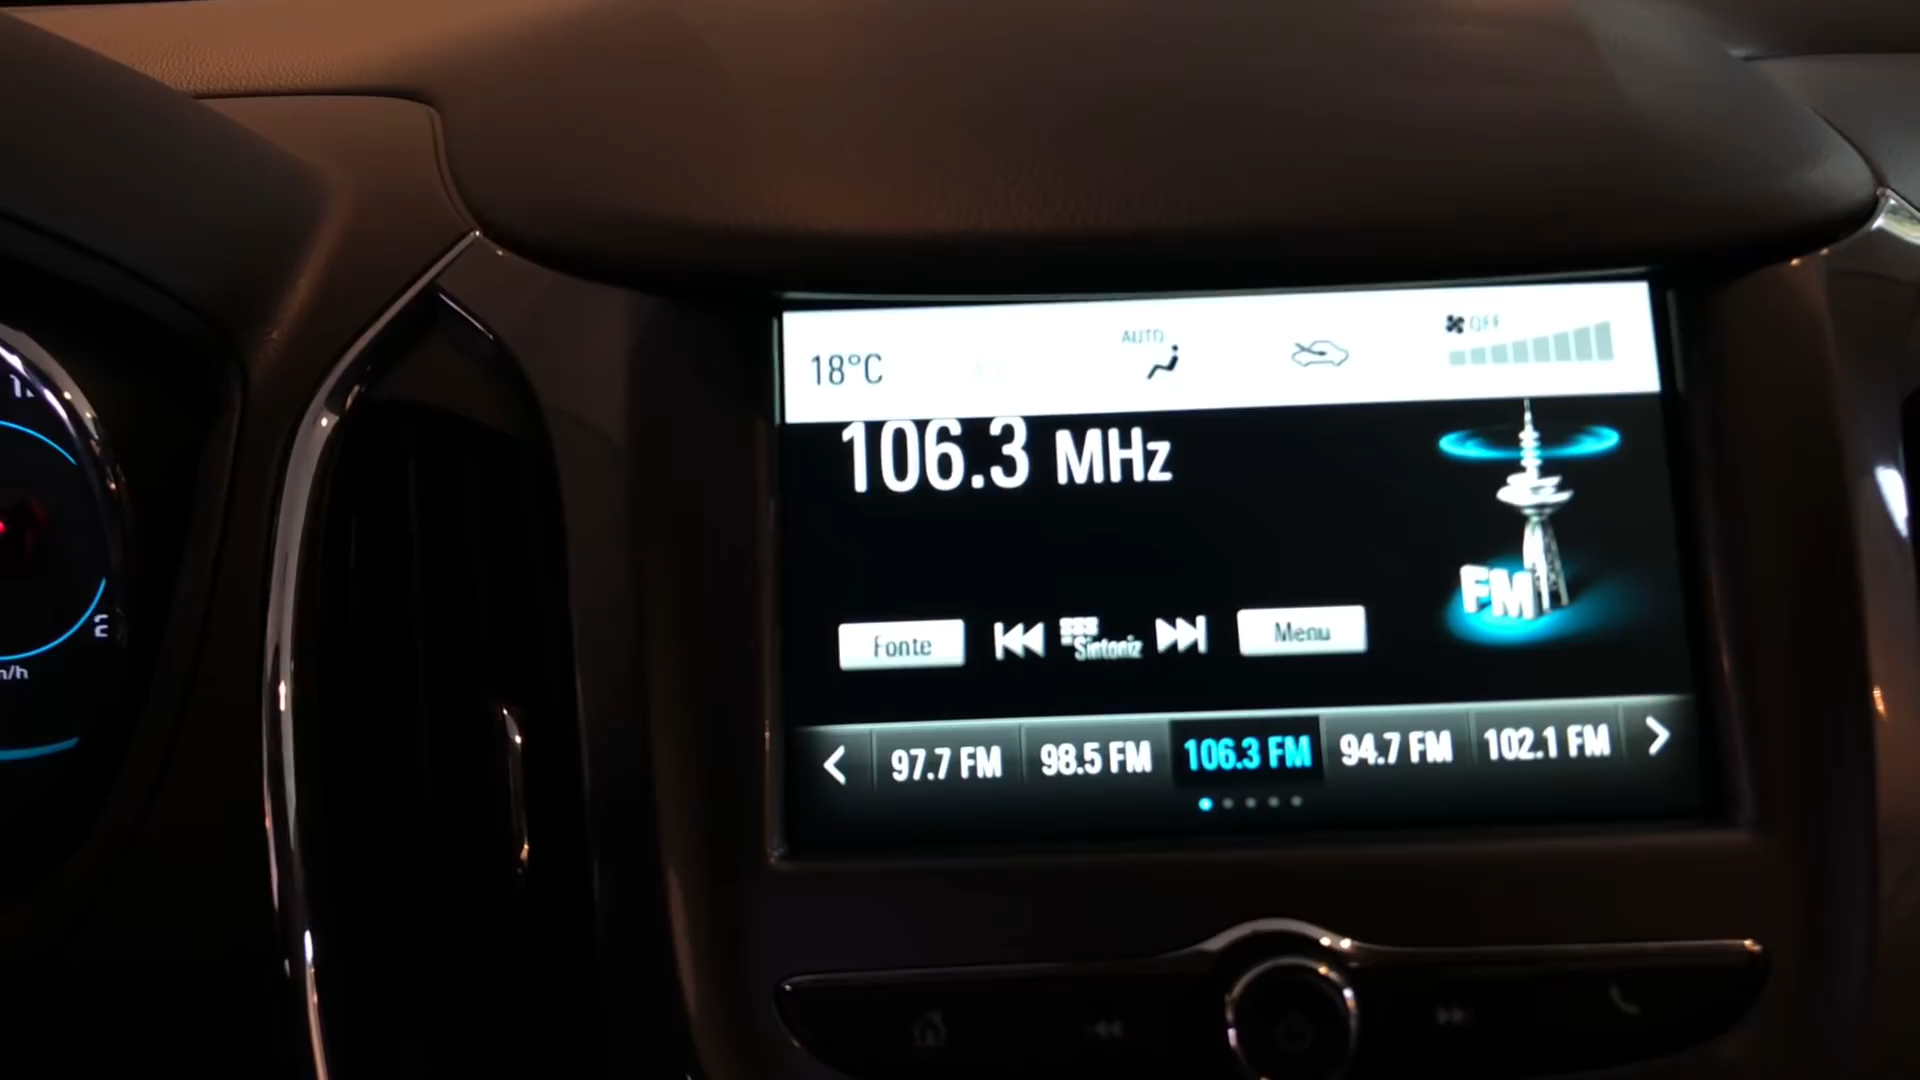 18°C
AUTO
OFF
106.3 MHz
FM
Fonte
Sintoniz
Menu
97.7 FM
98.5 FM
106.3 FM
94.7 FM
102.1 FM